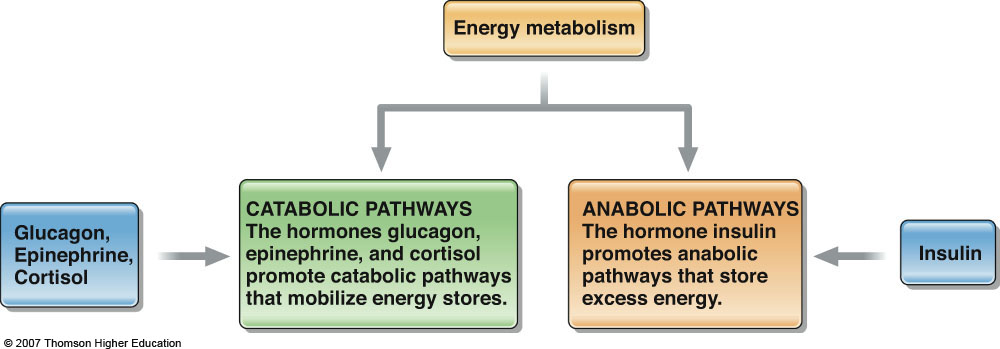 Energy metabolism
Glucagon,
Epinephrine,
Cortisol
CATABOLIC PATHWAYS
The hormones glucagon,
epinephrine, and cortisol
promote catabolic pathways
that mobilize energy stores.
ANABOLIC PATHWAYS
The hormone insulin
promotes anabolic
pathways that store
excess energy.
Insulin
© 2007 Thomson Higher Education